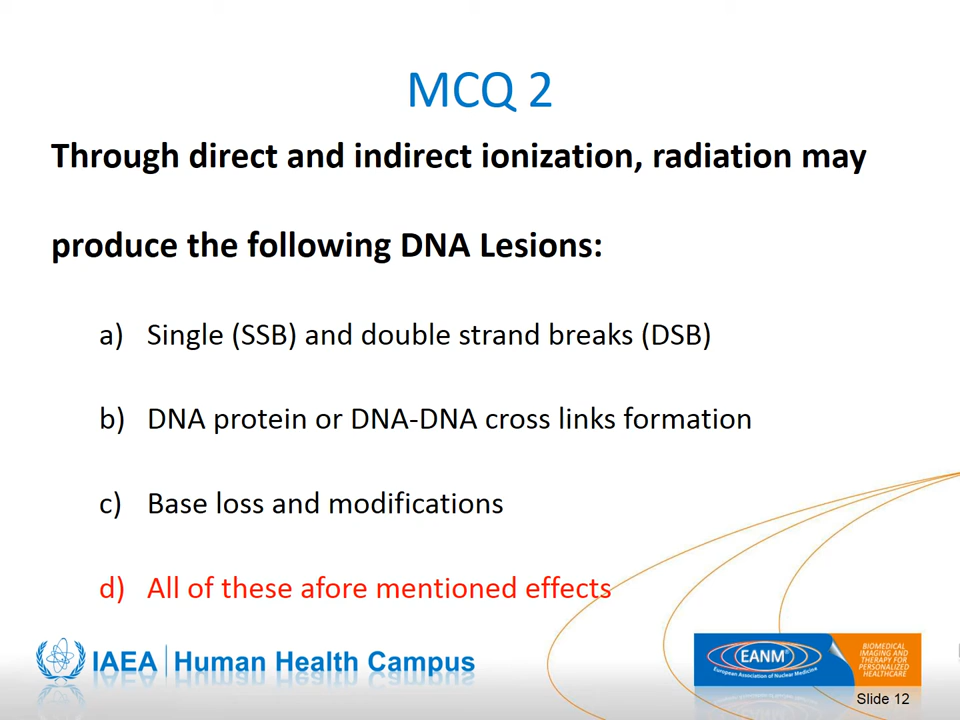 MCQ 2
Through direct and indirect ionization, radiation may
produce the following DNA Lesions:
a) Single (SSB) and double strand breaks (DSB)
b) DNA protein or DNA-DNA cross links formation
c) Base loss and modifications
d) All of these afore mentioned effects
IAEA | Human Health Campus
EANM®
European Association of Nuclear Medicine
BIOMEDICAL
IMAGING AND
THERAPY FOR
PERSONALIZED
HEALTHCARE
Slide 12